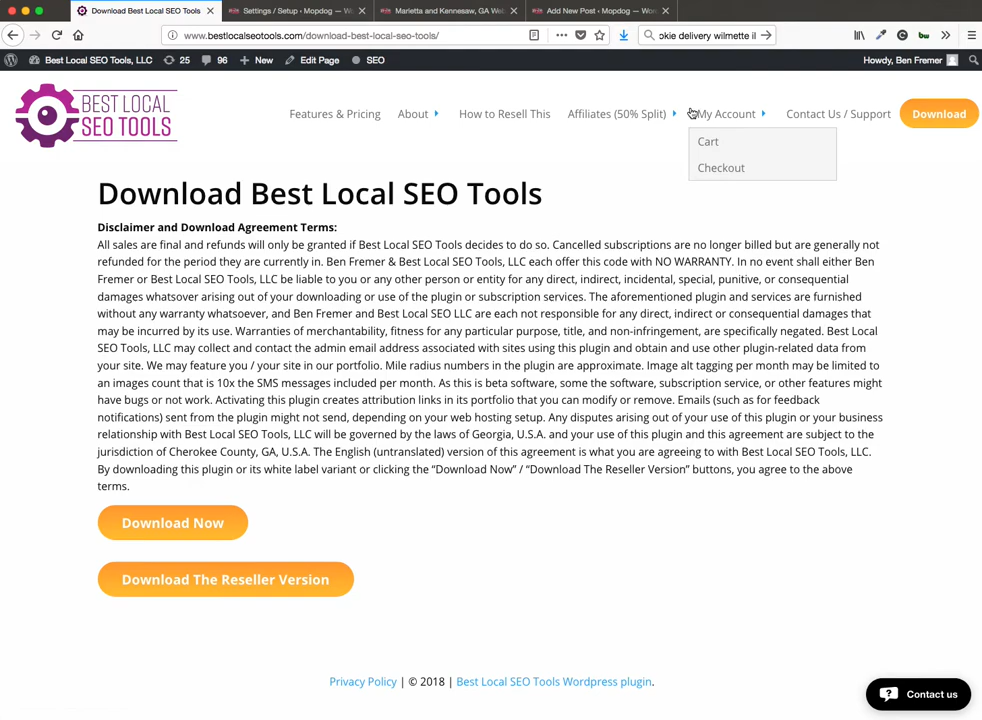 Download Best Local SEO Tools
Settings / Setup ‹ Mopdog — W
Marietta and Kennesaw, GA Web
Add New Post ‹ Mopdog — Wor
www.bestlocalseotools.com/download-best-local-seo-tools/
okie delivery wilmette il
Best Local SEO Tools, LLC 25 96 New Edit Page SEO Howdy, Ben Fremer
BEST LOCAL
SEO TOOLS
Features & Pricing About How to Resell This Affiliates (50% Split) My Account Contact Us / Support Download
Cart
Checkout
Download Best Local SEO Tools
Disclaimer and Download Agreement Terms:
All sales are final and refunds will only be granted if Best Local SEO Tools decides to do so. Cancelled subscriptions are no longer billed but are generally not
refunded for the period they are currently in. Ben Fremer & Best Local SEO Tools, LLC each offer this code with NO WARRANTY. In no event shall either Ben
Fremer or Best Local SEO Tools, LLC be liable to you or any other person or entity for any direct, indirect, incidental, special, punitive, or consequential
damages whatsoever arising out of your downloading or use of the plugin or subscription services. The aforementioned plugin and services are furnished
without any warranty whatsoever, and Ben Fremer and Best Local SEO LLC are each not responsible for any direct, indirect or consequential damages that
may be incurred by its use. Warranties of merchantability, fitness for any particular purpose, title, and non-infringement, are specifically negated. Best Local
SEO Tools, LLC may collect and contact the admin email address associated with sites using this plugin and obtain and use other plugin-related data from
your site. We may feature you / your site in our portfolio. Mile radius numbers in the plugin are approximate. Image alt tagging per month may be limited to
an images count that is 10x the SMS messages included per month. As this is beta software, some the software, subscription service, or other features might
have bugs or not work. Activating this plugin creates attribution links in its portfolio that you can modify or remove. Emails (such as for feedback
notifications) sent from the plugin might not send, depending on your web hosting setup. Any disputes arising out of your use of this plugin or your business
relationship with Best Local SEO Tools, LLC will be governed by the laws of Georgia, U.S.A. and your use of this plugin and this agreement are subject to the
jurisdiction of Cherokee County, GA, U.S.A. The English (untranslated) version of this agreement is what you are agreeing to with Best Local SEO Tools, LLC.
By downloading this plugin or its white label variant or clicking the “Download Now” / “Download The Reseller Version” buttons, you agree to the above
terms.
Download Now
Download The Reseller Version
Privacy Policy | © 2018 | Best Local SEO Tools Wordpress plugin.
Contact us